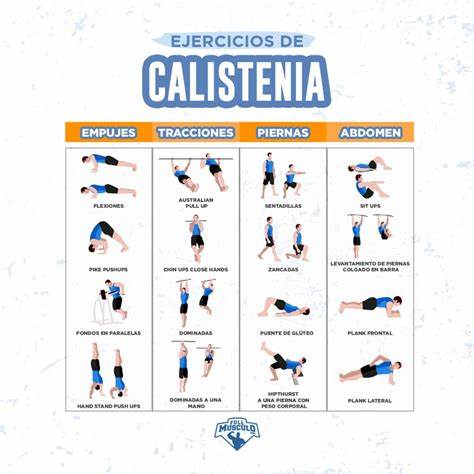 EJERCICIOS DE
CALISTENIA
EMPUJES
TRACCIONES
PIERNAS
ABDOMEN
FLEXIONES
AUSTRALIAN
PULL UP
SENTADILLAS
SIT UPS
PIKE PUSHUPS
CHIN UPS CLOSE HANDS
ZANCADAS
LEVANTAMIENTO DE PIERNAS
COLGADO EN BARRA
FONDOS EN PARALELAS
DOMINADAS
PUENTE DE GLÚTEO
PLANK FRONTAL
HAND STAND PUSH UPS
DOMINADAS A UNA
MANO
HIPTHURST
A UNA PIERNA CON
PESO CORPORAL
PLANK LATERAL
FULL
MUSCULO